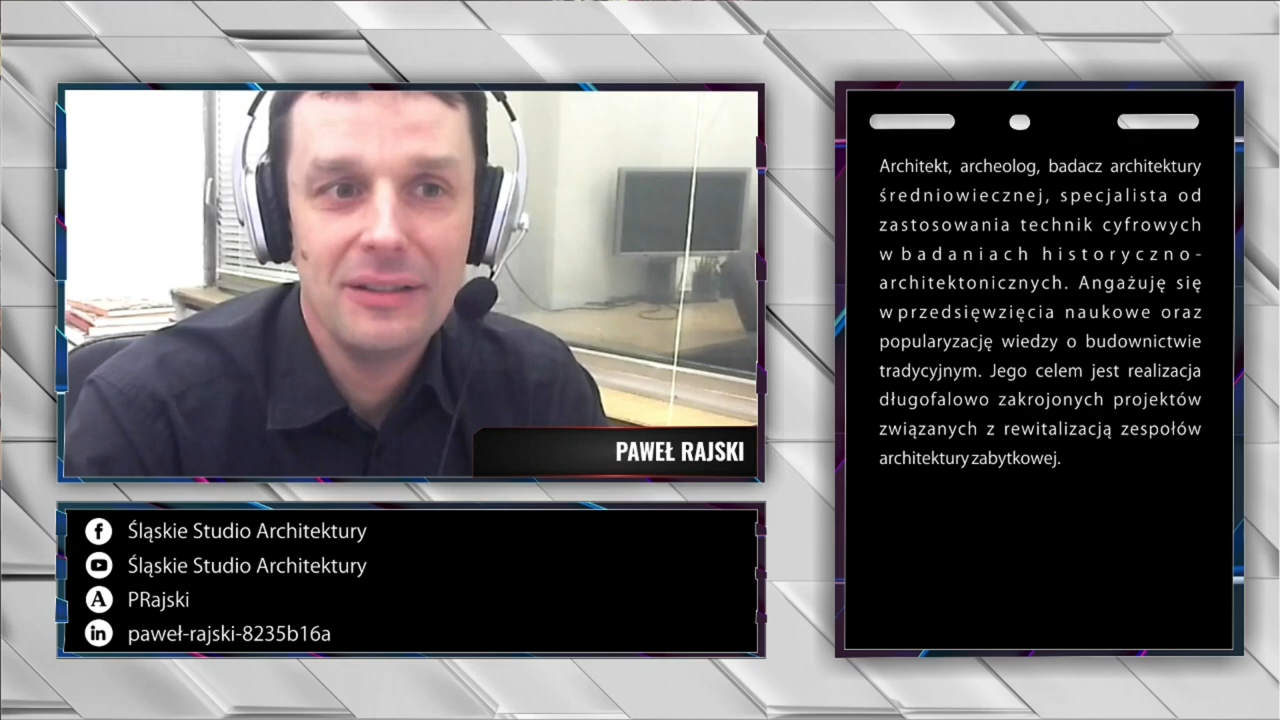 PAWEŁ RAJSKI
Śląskie Studio Architektury
Śląskie Studio Architektury
PRajski
paweł-rajski-8235b16a
Architekt, archeolog, badacz architektury
średniowiecznej, specjalista od
zastosowania technik cyfrowych
w badaniach historyczno-
architektonicznych. Angażuję się
w przedsięwzięcia naukowe oraz
popularyzację wiedzy o budownictwie
tradycyjnym. Jego celem jest realizacja
długofalowo zakrojonych projektów
związanych z rewitalizacją zespołów
architektury zabytkowej.